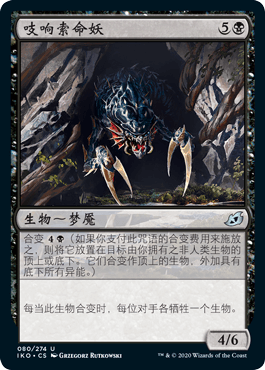 吱响索命妖 5
生物～梦魇
合变 4（如果你支付此咒语的合变费用来施放之，则将它放置在目标由你拥有之非人类生物的顶上或底下。它们合变作顶上的生物，外加具有底下所有异能。）
每当此生物合变时，每位对手各牺牲一个生物。
4/6
080/274 U
IKO • CS GRZEGORZ RUTKOWSKI
™ & © 2020 Wizards of the Coast